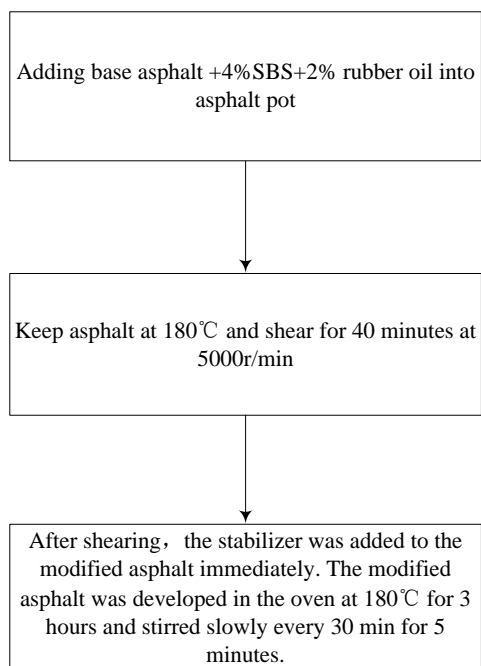 Adding base asphalt +4%SBS+2% rubber oil into
asphalt pot
Keep asphalt at 180℃ and shear for 40 minutes at
5000r/min
After shearing，the stabilizer was added to the
modified asphalt immediately. The modified
asphalt was developed in the oven at 180℃ for 3
hours and stirred slowly every 30 min for 5
minutes.